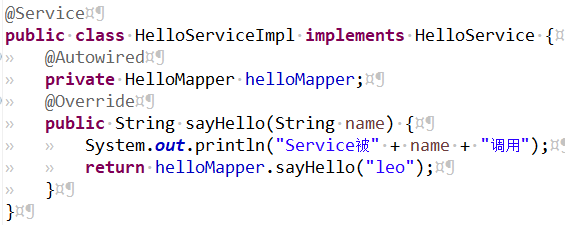 @Service
public class HelloServiceImpl implements HelloService {
@Autowired
private HelloMapper helloMapper;
@Override
public String sayHello(String name) {
System.out.println("Service被" + name + "调用");
return helloMapper.sayHello("leo");
}
}